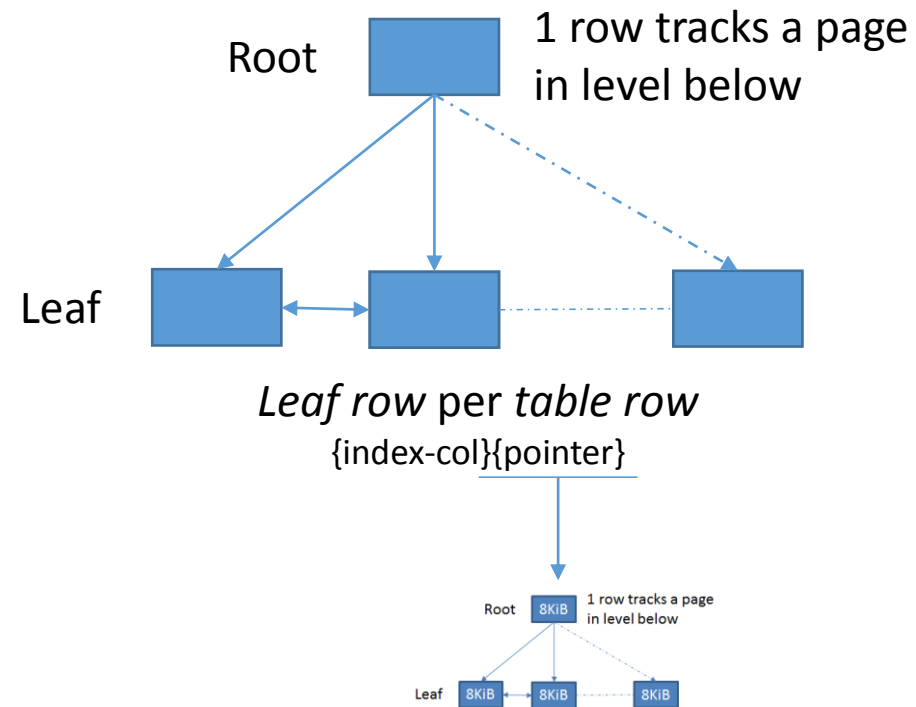 Root
1 row tracks a page
in level below
Leaf
Leaf row per table row
{index-col}{pointer}
Root
8KiB
1 row tracks a page
in level below
Leaf
8KiB
8KiB
8KiB